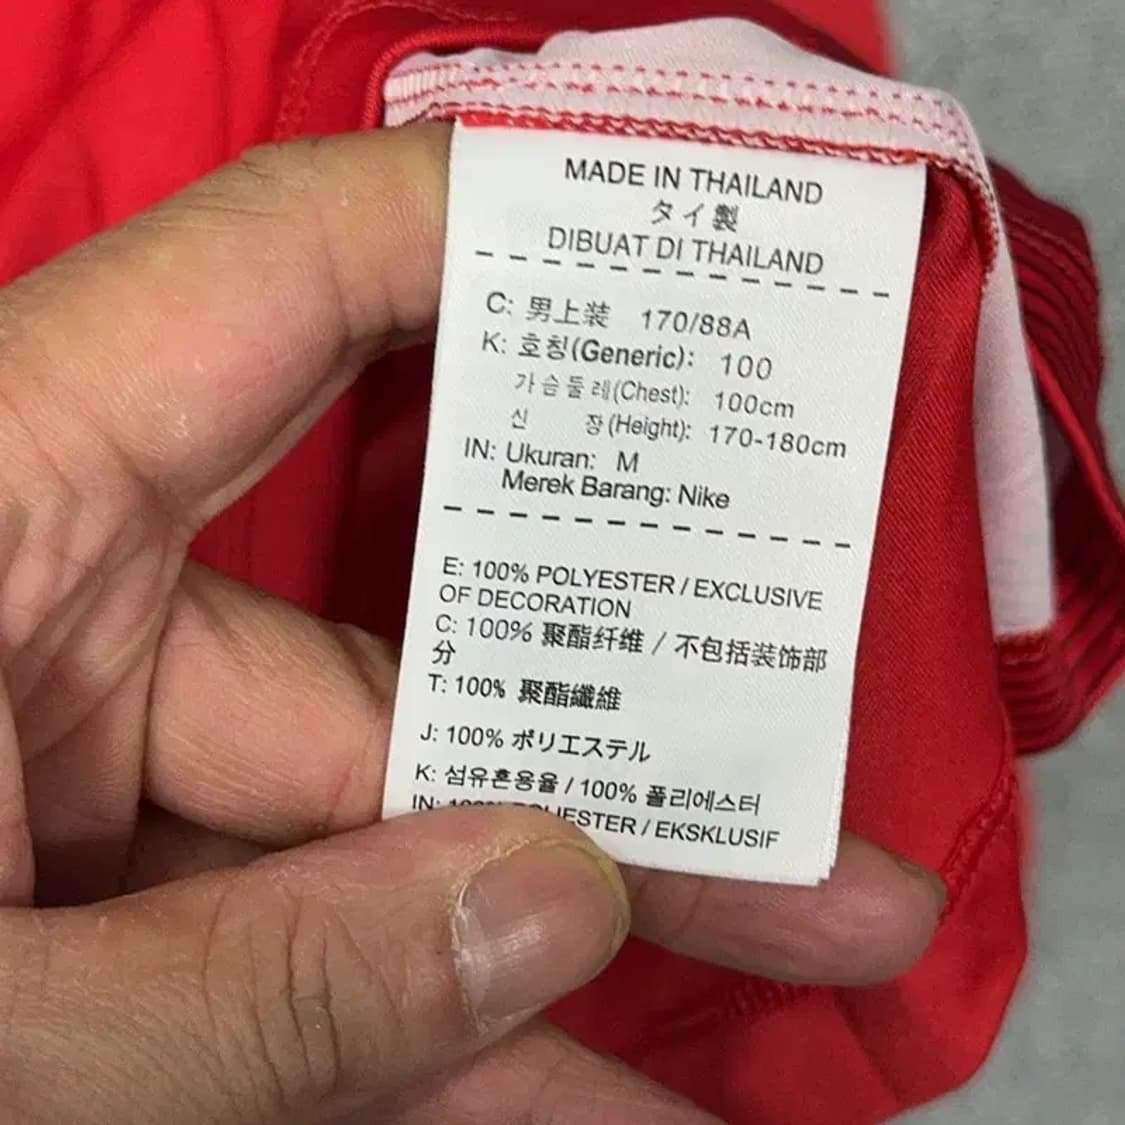 MADE IN THAILAND
タイ製
DIBUAT DI THAILAND
C: 男上装 170/88A
K: 호칭(Generic): 100
가슴둘레(Chest): 100cm
신 장(Height): 170-180cm
IN: Ukuran: M
Merek Barang: Nike
E: 100% POLYESTER / EXCLUSIVE
OF DECORATION
C: 100% 聚酯纤维 / 不包括装饰部
分
T: 100% 聚酯纖維
J: 100% ポリエステル
K: 섬유혼용율 / 100% 폴리에스터
IN: 100% / EKSKLUSIF